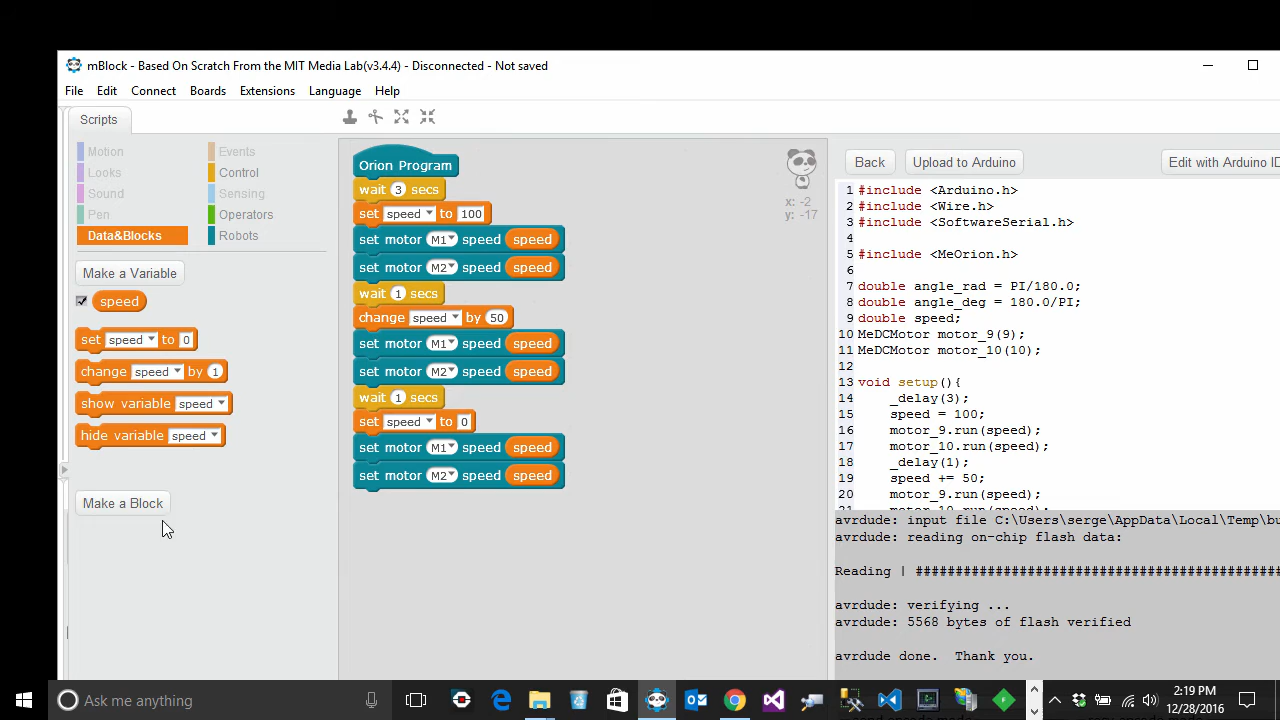 mBlock - Based On Scratch From the MIT Media Lab(v3.4.4) - Disconnected - Not saved
File Edit Connect Boards Extensions Language Help
Scripts
Motion Events
Looks Control
Sound Sensing
Pen Operators
Data&Blocks Robots
Make a Variable
speed
set speed to 0
change speed by 1
show variable speed
hide variable speed
Make a Block
Orion Program
wait 3 secs
set speed to 100
set motor M1 speed speed
set motor M2 speed speed
wait 1 secs
change speed by 50
set motor M1 speed speed
set motor M2 speed speed
wait 1 secs
set speed to 0
set motor M1 speed speed
set motor M2 speed speed
x: -2
y: -17
Back Upload to Arduino Edit with Arduino ID
1 #include <Arduino.h>
2 #include <Wire.h>
3 #include <SoftwareSerial.h>
4
5 #include <MeOrion.h>
6
7 double angle_rad = PI/180.0;
8 double angle_deg = 180.0/PI;
9 double speed;
10 MeDCMotor motor_9(9);
11 MeDCMotor motor_10(10);
12
13 void setup(){
14 _delay(3);
15 speed = 100;
16 motor_9.run(speed);
17 motor_10.run(speed);
18 _delay(1);
19 speed += 50;
20 motor_9.run(speed);
21 motor_10.run(speed);
avrdude: input file C:\Users\serge\AppData\Local\Temp\bu
avrdude: reading on-chip flash data:
Reading | ############################################
avrdude: verifying ...
avrdude: 5568 bytes of flash verified
avrdude done.  Thank you.
Ask me anything
2:19 PM
12/28/2016